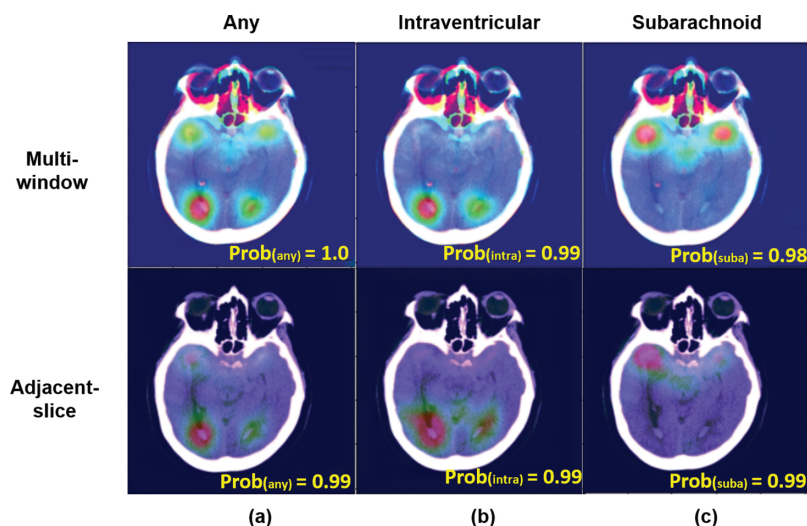 Any Intraventricular Subarachnoid
Multi-
window
Prob(any) = 1.0 Prob(intra) = 0.99 Prob(suba) = 0.98
Adjacent-
slice
Prob(any) = 0.99 Prob(intra) = 0.99 Prob(suba) = 0.99
(a) (b) (c)